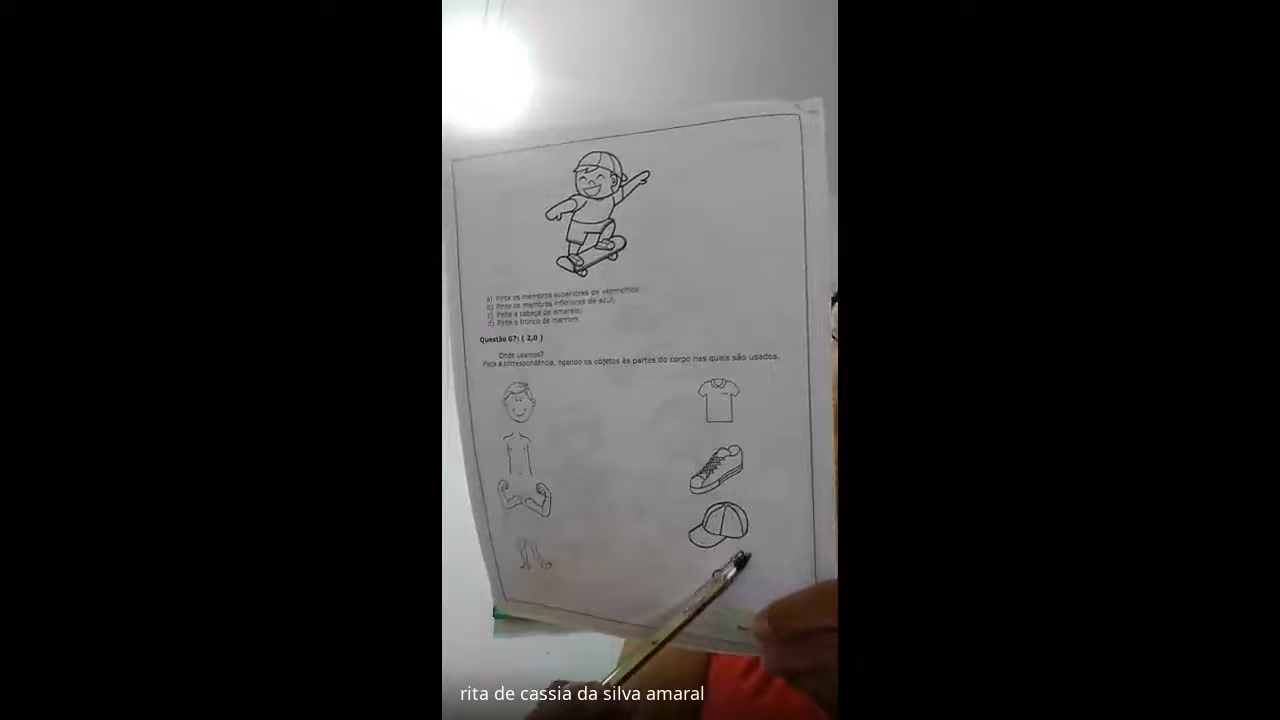 a) Pinte os membros superiores de vermelhos;
b) Pinte os membros inferiores de azul;
c) Pinte a cabeça de amarelo;
d) Pinte o tronco de marrom.
Questão 07: ( 2,0 )
Onde usamos?
Faça a correspondência, ligando os objetos às partes do corpo nas quais são usados.
rita de cassia da silva amaral